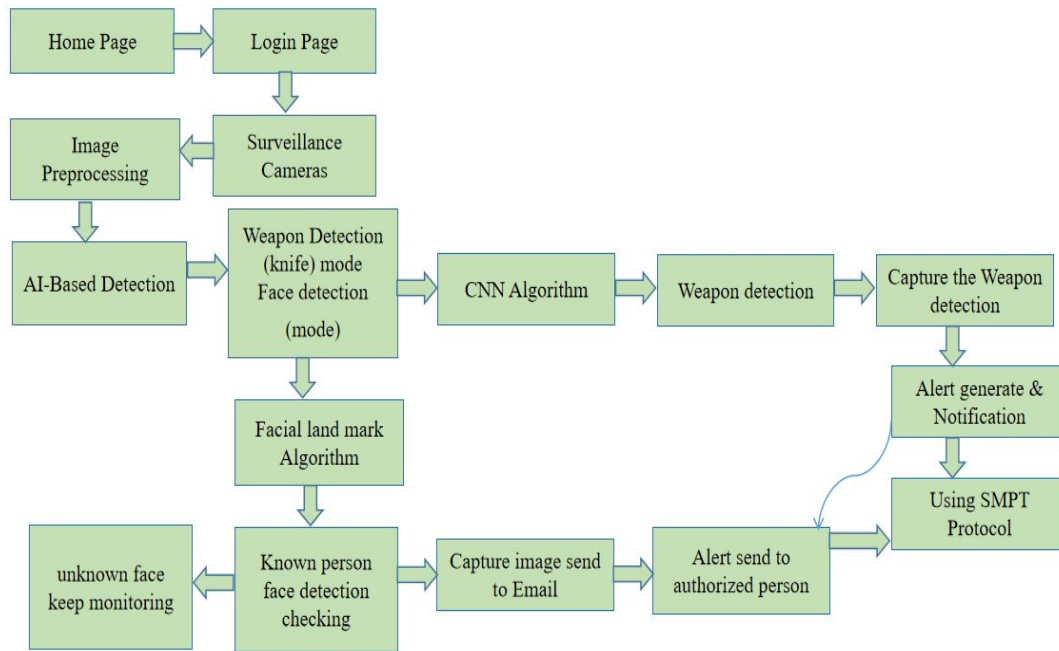 Home Page
Login Page
Image
Preprocessing
Surveillance
Cameras
AI-Based Detection
Weapon Detection
(knife) mode
Face detection
(mode)
CNN Algorithm
Weapon detection
Capture the Weapon
detection
Alert generate &
Notification
Facial land mark
Algorithm
Using SMPT
Protocol
unknown face
keep monitoring
Known person
face detection
checking
Capture image send
to Email
Alert send to
authorized person